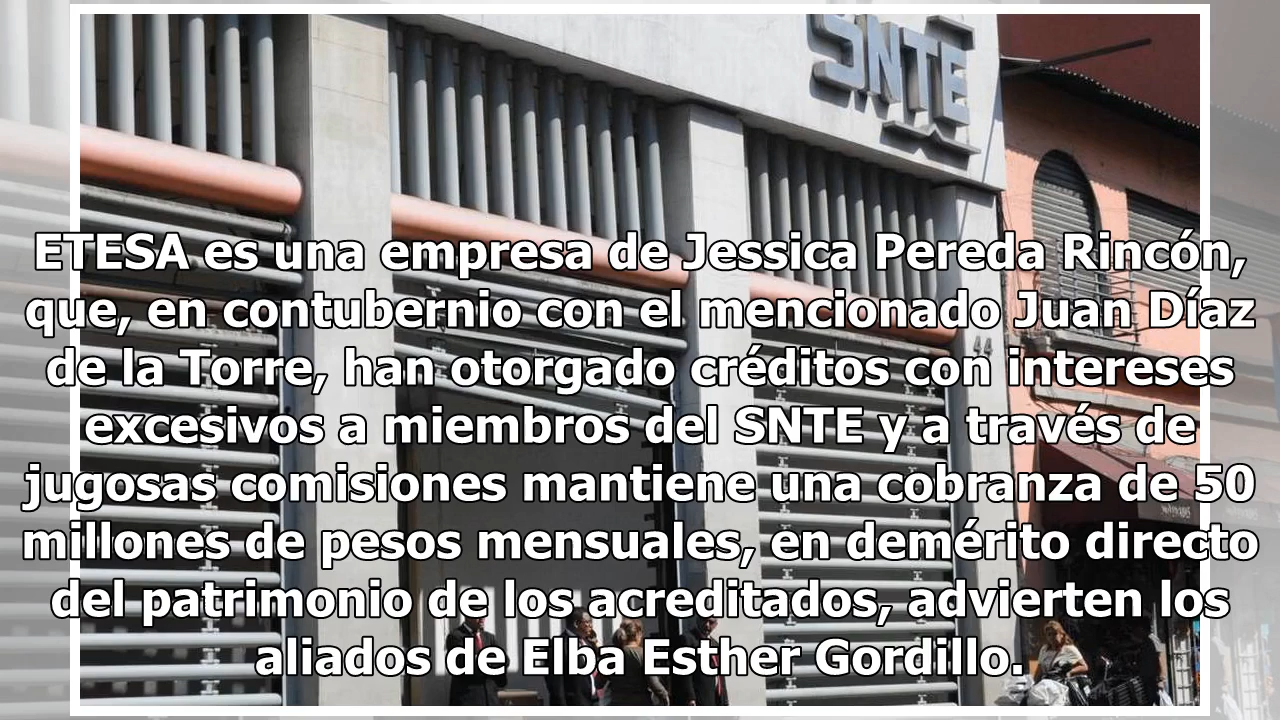 SNTE
44
ETESA es una empresa de Jessica Pereda Rincón,
que, en contubernio con el mencionado Juan Díaz
de la Torre, han otorgado créditos con intereses
excesivos a miembros del SNTE y a través de
jugosas comisiones mantiene una cobranza de 50
millones de pesos mensuales, en demérito directo
del patrimonio de los acreditados, advierten los
aliados de Elba Esther Gordillo.